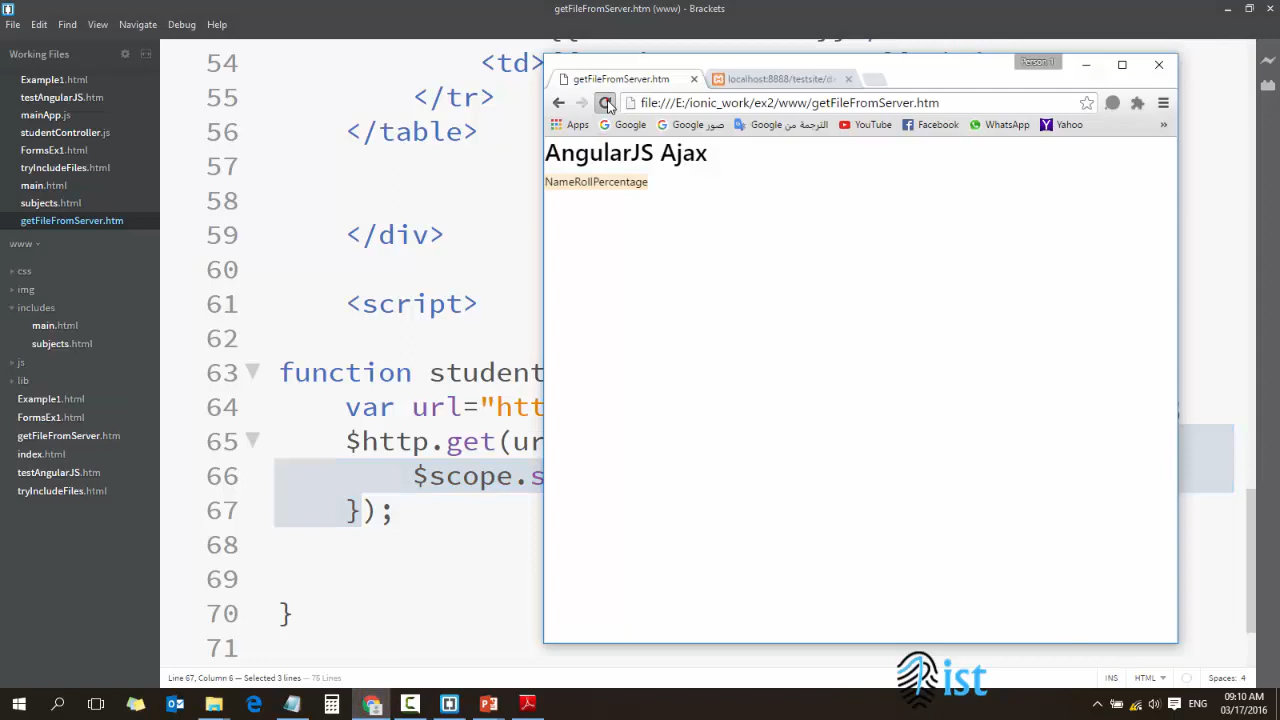 getFileFromServer.htm (www) - Brackets
File Edit Find View Navigate Debug Help
Working Files
Example1.html
testAngularJS.htm
mainApp.js
studentController.js
FormsEx1.html
tryIncludeFiles.html
main.html
subjects.html
getFileFromServer.htm
www
css
img
includes
main.html
subjects.html
js
lib
Example1.html
FormsEx1.html
getFileFromServer.htm
index.html
testAngularJS.htm
tryIncludeFiles.html
54 <td>
55 </tr>
56 </table>
57
58
59 </div>
60
61 <script>
62
63 function student
64 var url="htt
65 $http.get(ur
66 $scope.s
67 });
68
69
70 }
71
Person 1
getFileFromServer.htm
localhost:8888/testsite/d
file:///E:/ionic_work/ex2/www/getFileFromServer.htm
Apps Google صور Google الترجمة من Google YouTube Facebook WhatsApp Yahoo »
AngularJS Ajax
NameRollPercentage
Line 67, Column 6 — Selected 3 lines — 75 Lines
INS HTML Spaces: 4
ist
09:10 AM
03/17/2016